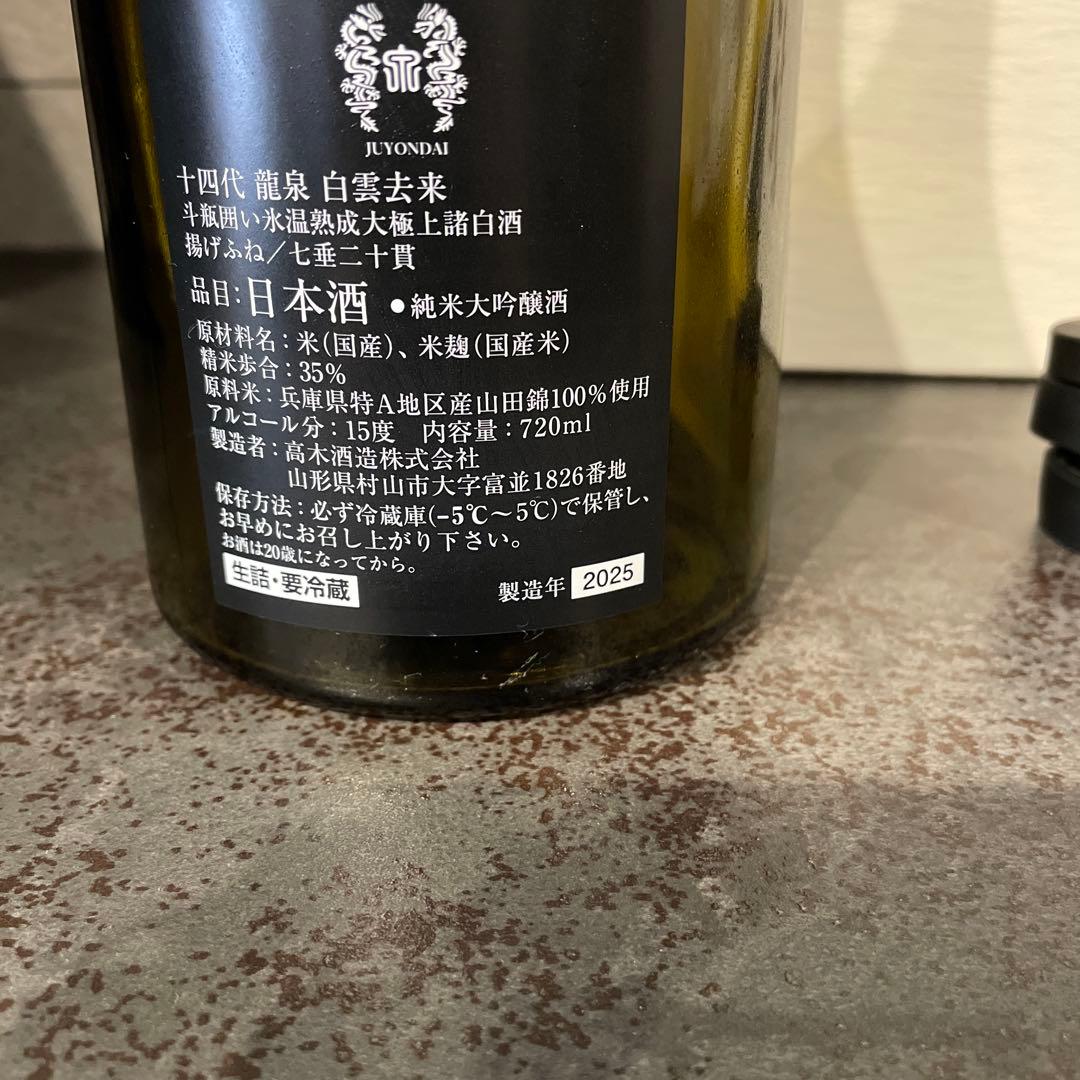 JUYONDAI
十四代 龍泉 白雲去来
斗瓶囲い氷温熟成大極上諸白酒
揚げふね／七垂二十貫
品目：日本酒 ●純米大吟醸酒
原材料名：米(国産)、米麹(国産米)
精米歩合：35％
原料米：兵庫県特A地区産山田錦100％使用
アルコール分：15度 内容量：720ml
製造者：高木酒造株式会社
山形県村山市大字富並1826番地
保存方法：必ず冷蔵庫(-5℃〜5℃)で保管し、
お早めにお召し上がり下さい。
お酒は20歳になってから。
生詰・要冷蔵 製造年 2025